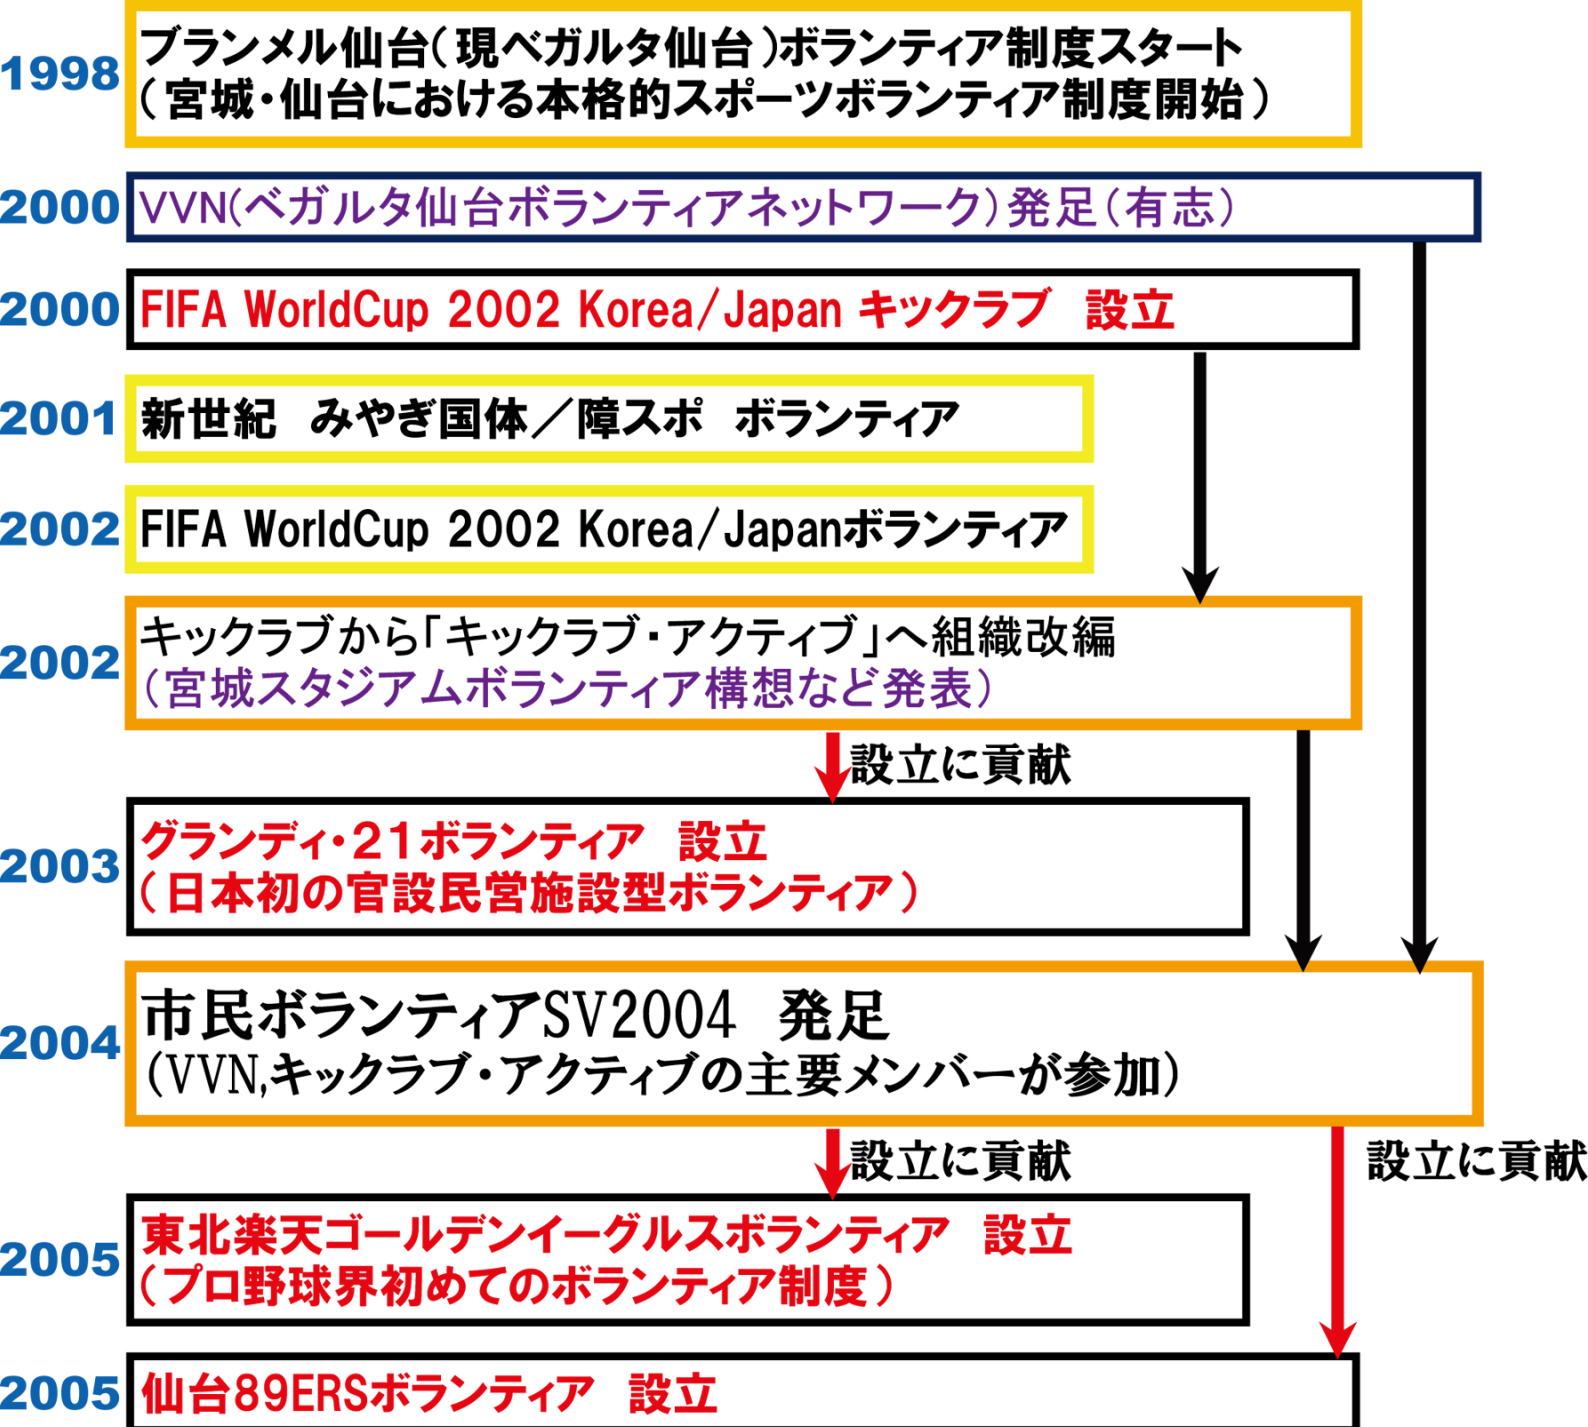 1998
ブランメル仙台(現ベガルタ仙台)ボランティア制度スタート
(宮城・仙台における本格的スポーツボランティア制度開始)
2000
VVN(ベガルタ仙台ボランティアネットワーク)発足(有志)
2000
FIFA WorldCup 2002 Korea/Japan キックラブ　設立
2001
新世紀　みやぎ国体／障スポ　ボランティア
2002
FIFA WorldCup 2002 Korea/Japanボランティア
2002
キックラブから「キックラブ・アクティブ」へ組織改編
(宮城スタジアムボランティア構想など発表)
設立に貢献
2003
グランディ・21ボランティア　設立
(日本初の官設民営施設型ボランティア)
2004
市民ボランティアSV2004　発足
(VVN,キックラブ・アクティブの主要メンバーが参加)
設立に貢献
設立に貢献
2005
東北楽天ゴールデンイーグルスボランティア　設立
(プロ野球界初めてのボランティア制度)
2005
仙台89ERSボランティア　設立